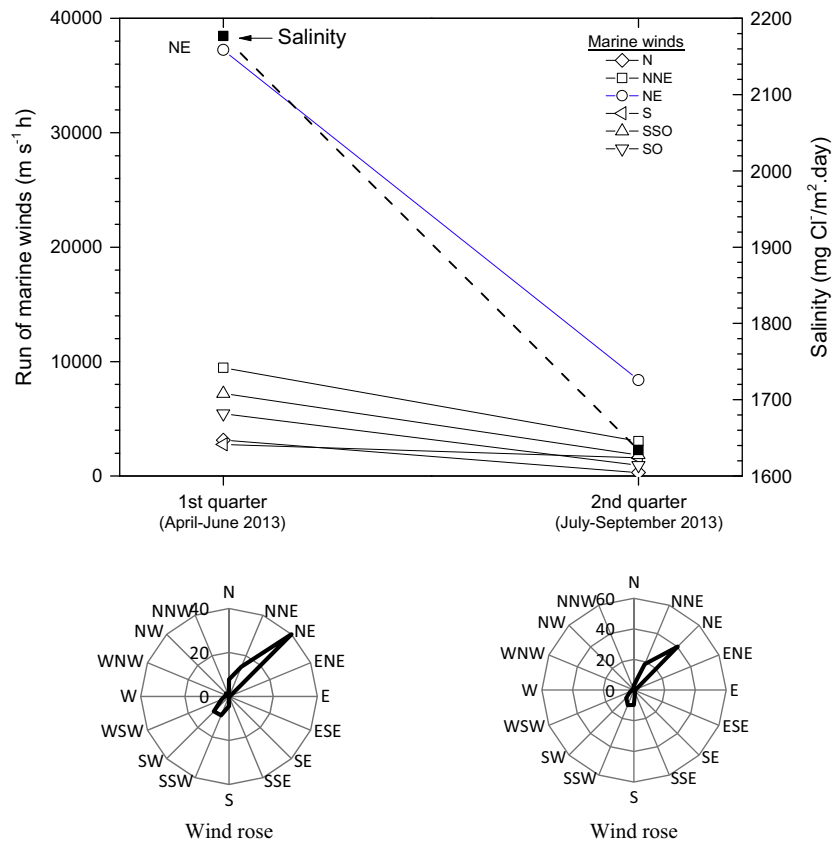 40000
30000
20000
10000
0
Run of marine winds (m s⁻¹ h)
NE
Salinity
Marine winds
N
NNE
NE
S
SSO
SO
2200
2100
2000
1900
1800
1700
1600
Salinity (mg Cl⁻/m².day)
1st quarter
(April-June 2013)
2nd quarter
(July-September 2013)
N
NNE
NE
ENE
E
ESE
SE
SSE
S
SSW
SW
WSW
W
WNW
NW
NNW
40
20
0
Wind rose
N
NNE
NE
ENE
E
ESE
SE
SSE
S
SSW
SW
WSW
W
WNW
NW
NNW
60
40
20
0
Wind rose